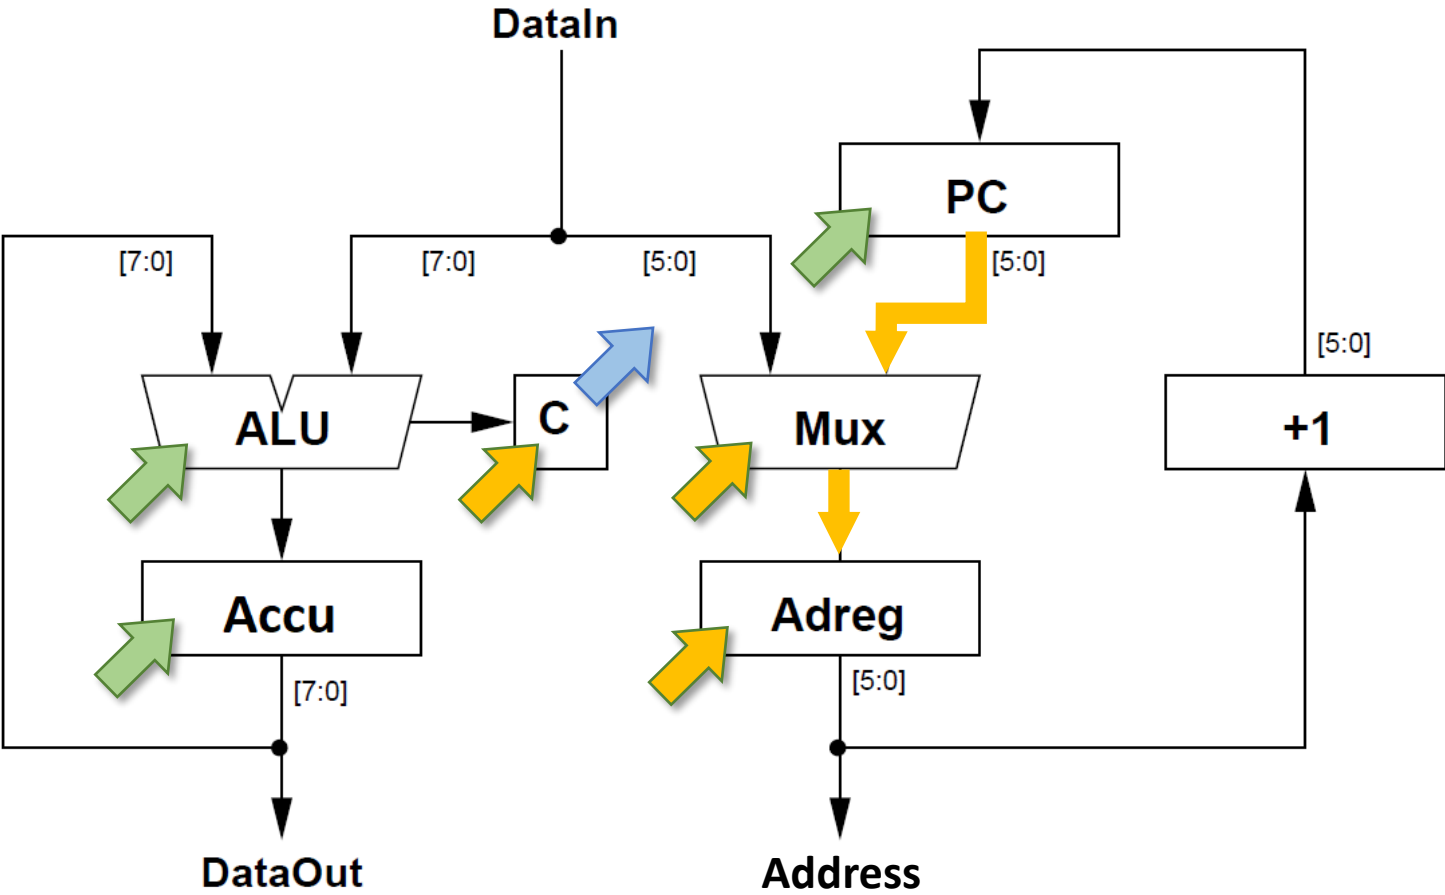 DataIn
PC
[7:0]
[7:0]
[5:0]
[5:0]
[5:0]
ALU
C
Mux
+1
Accu
Adreg
[7:0]
[5:0]
DataOut
Address